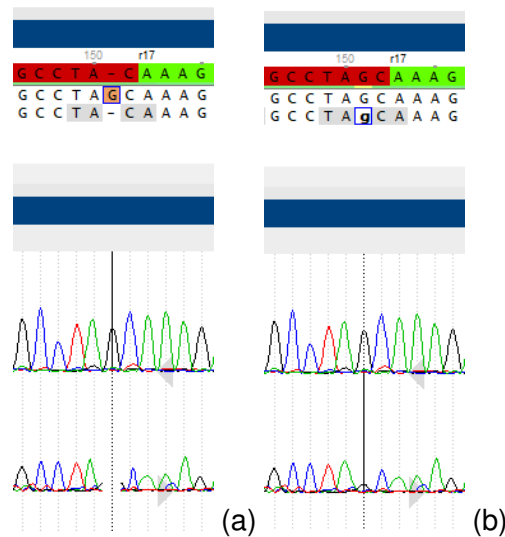 150 r17
G C C T A – C A A A G
G C C T A G C A A A G
G C C T A – C A A A G
150 r17
G C C T A G C A A A G
G C C T A G C A A A G
G C C T A g C A A A G
(a)
(b)